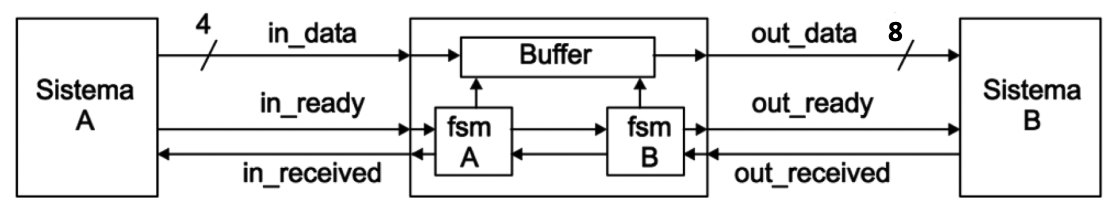 Sistema
A
4
in_data
in_ready
in_received
Buffer
fsm
A
fsm
B
out_data
8
out_ready
out_received
Sistema
B